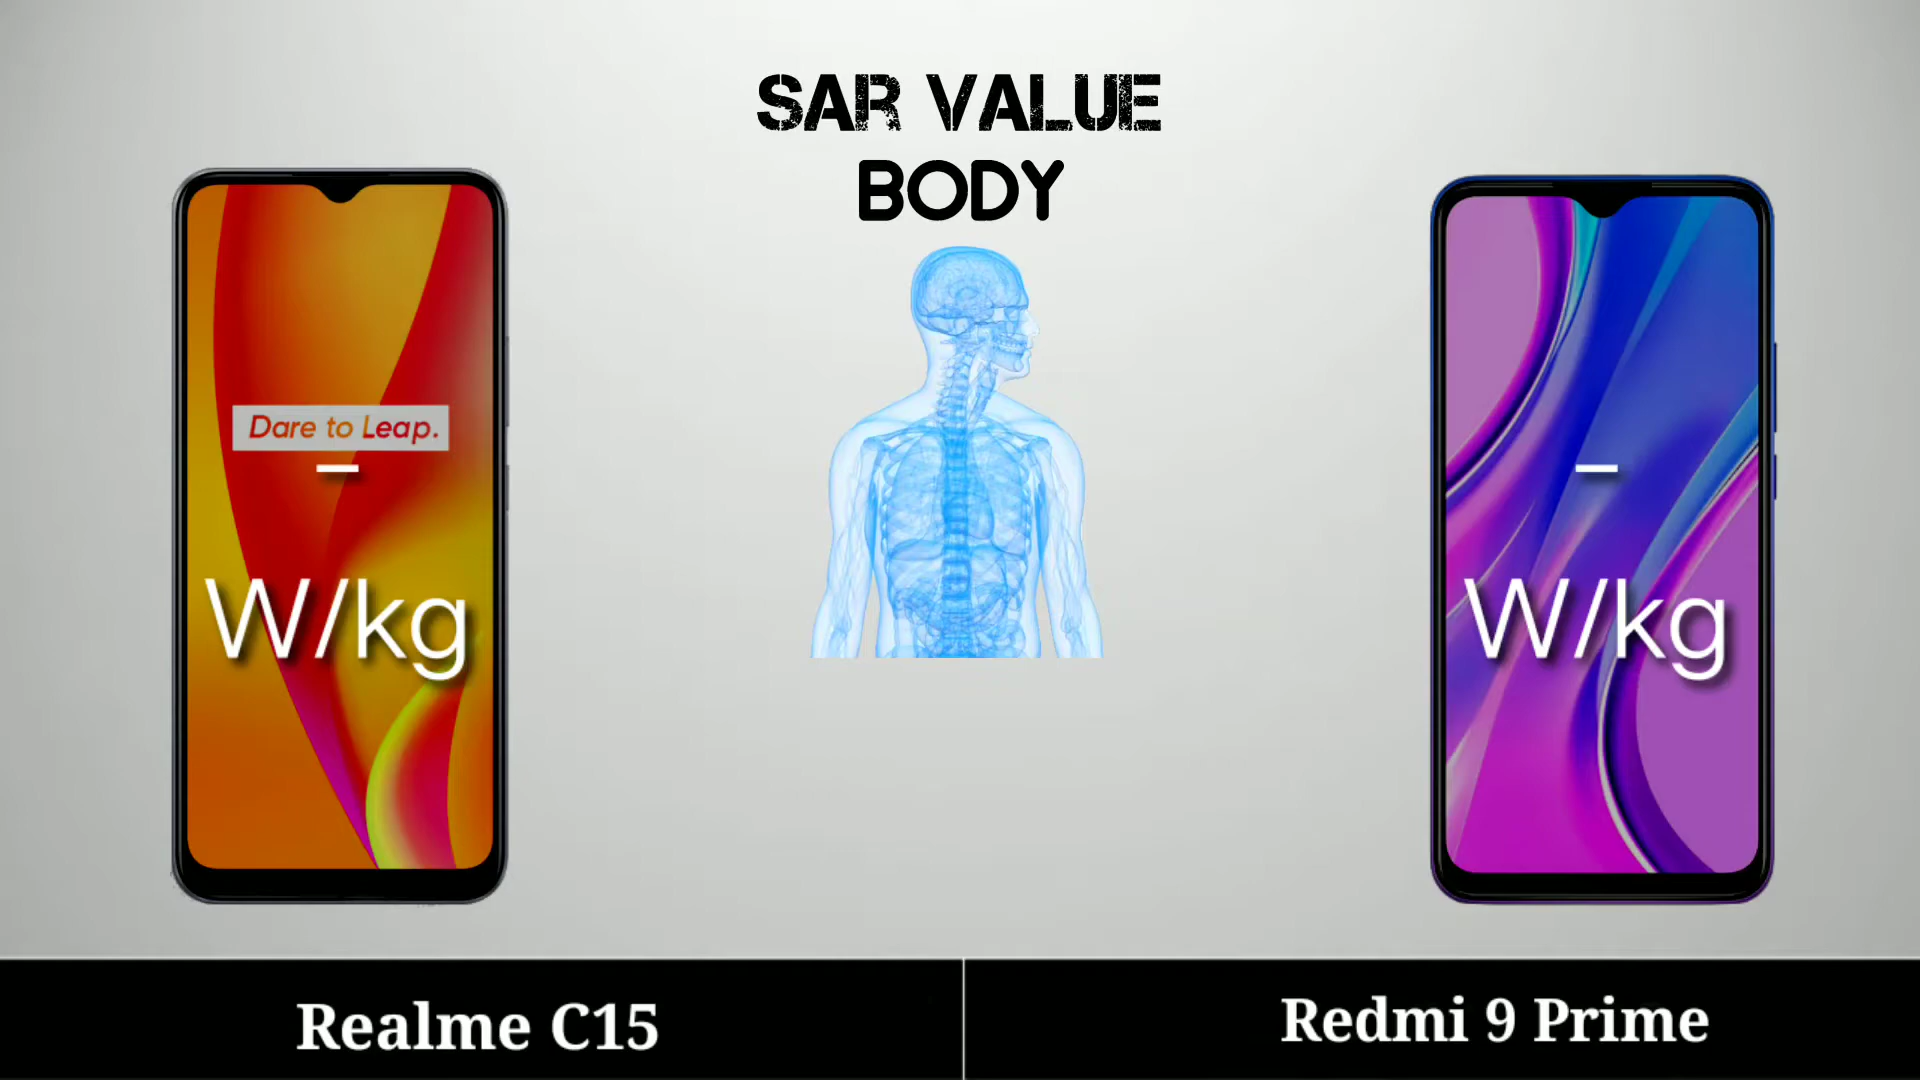 SAR VALUE
BODY
Dare to Leap.
–
W/kg
–
W/kg
Realme C15
Redmi 9 Prime